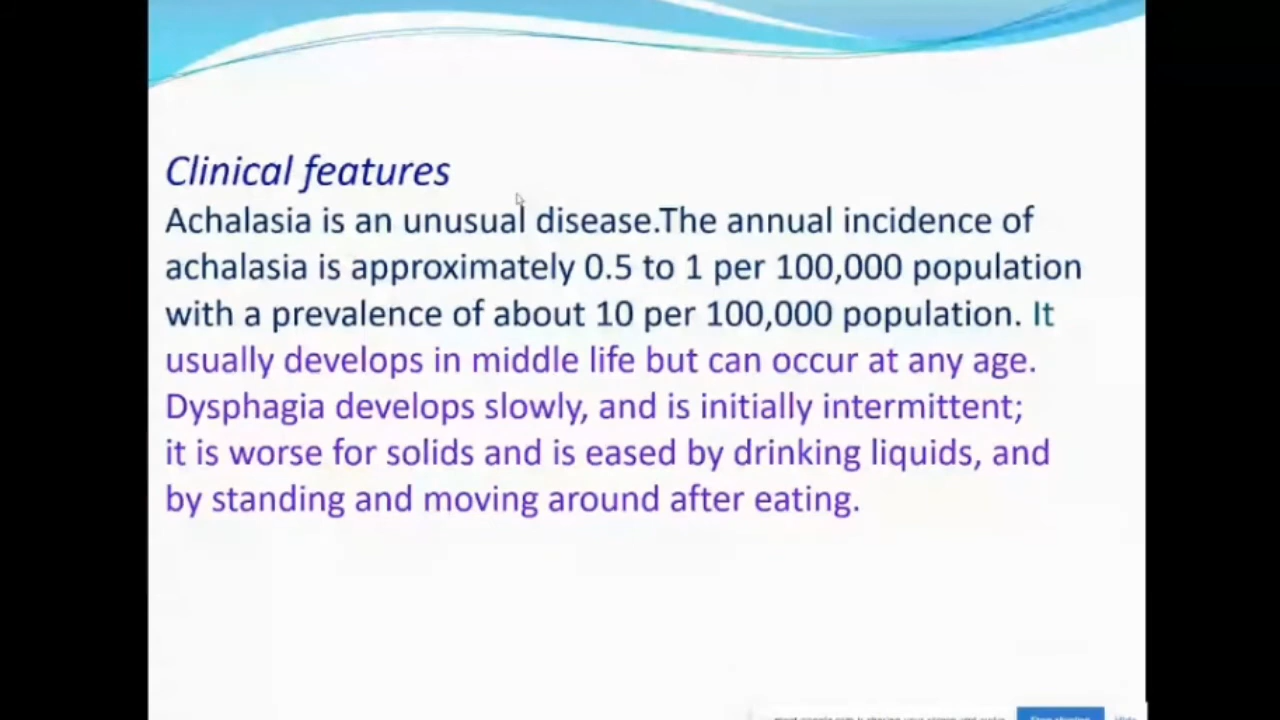 Clinical features
Achalasia is an unusual disease.The annual incidence of
achalasia is approximately 0.5 to 1 per 100,000 population
with a prevalence of about 10 per 100,000 population. It
usually develops in middle life but can occur at any age.
Dysphagia develops slowly, and is initially intermittent;
it is worse for solids and is eased by drinking liquids, and
by standing and moving around after eating.